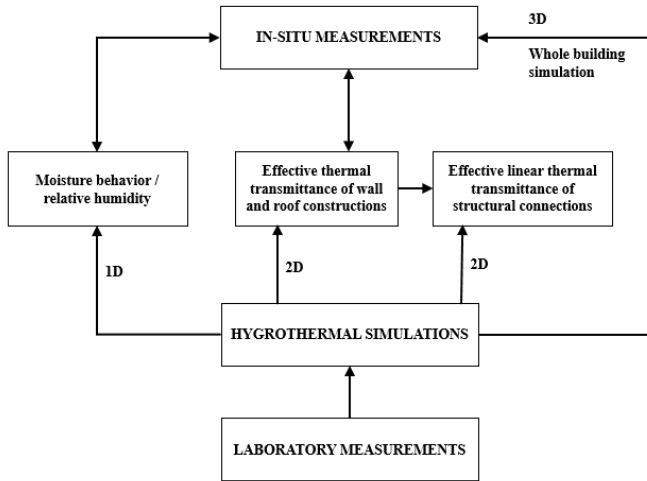 IN-SITU MEASUREMENTS
3D
Whole building
simulation
Moisture behavior /
relative humidity
Effective thermal
transmittance of wall
and roof constructions
Effective linear thermal
transmittance of
structural connections
1D
2D
2D
HYGROTHERMAL SIMULATIONS
LABORATORY MEASUREMENTS